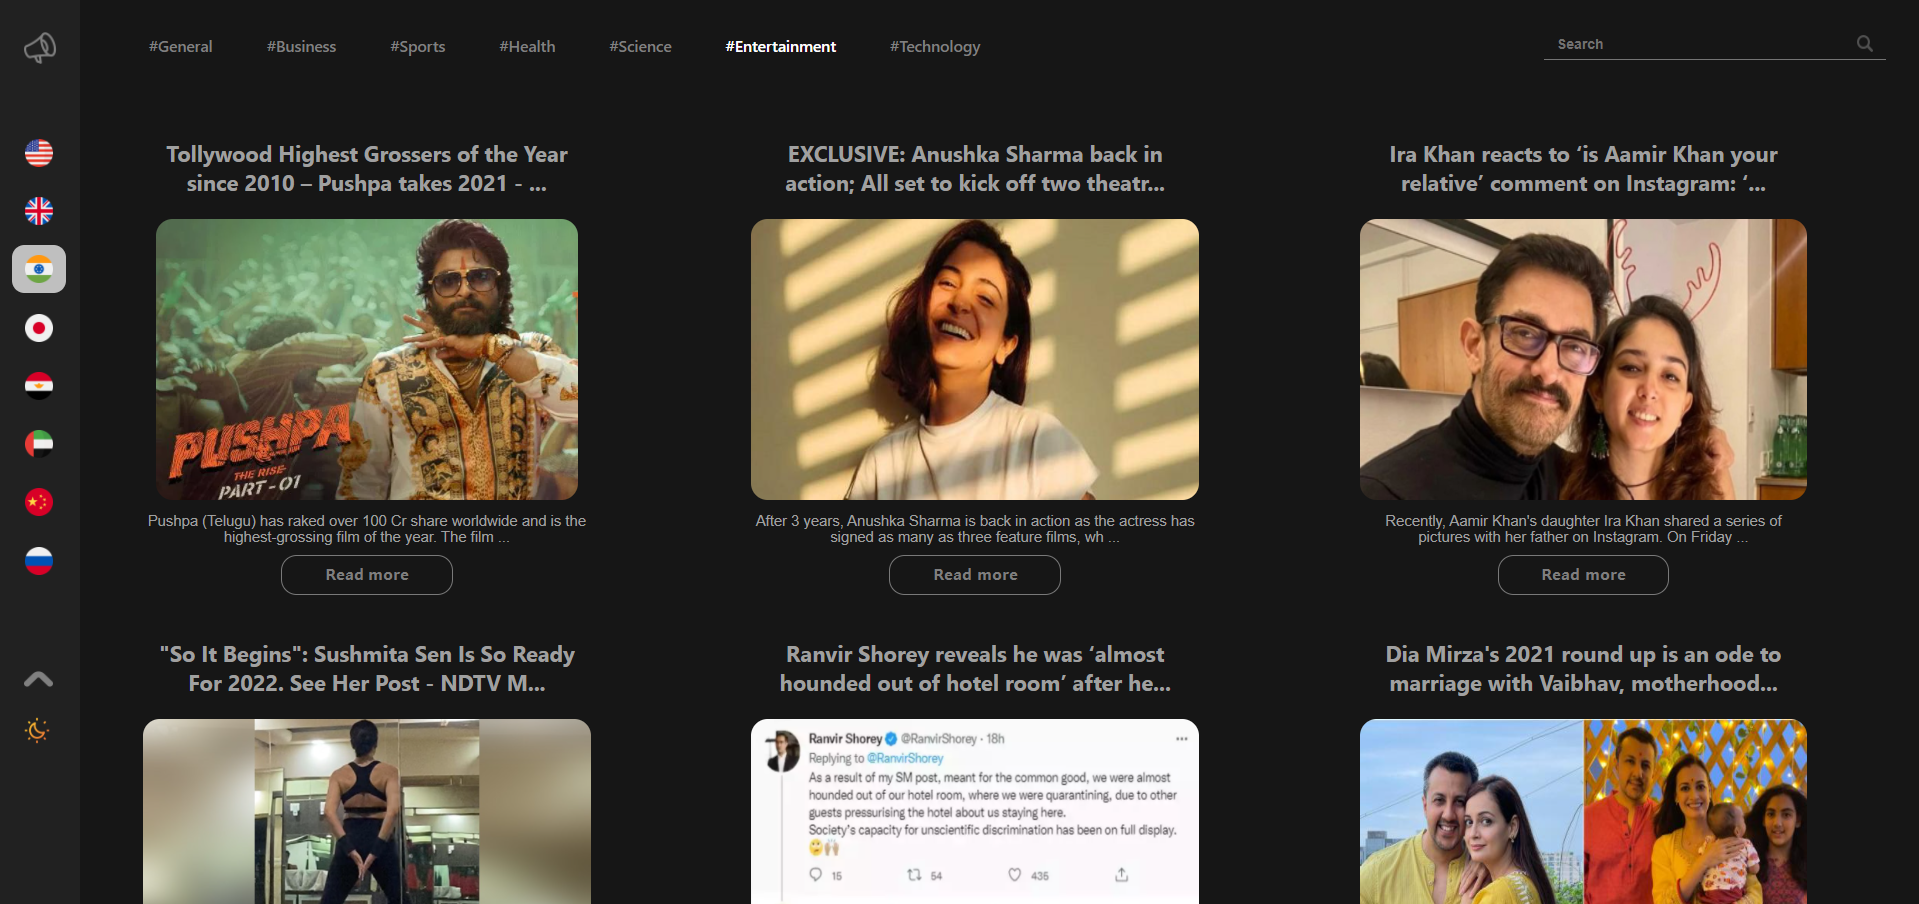 #General
#Business
#Sports
#Health
#Science
#Entertainment
#Technology
Search
Tollywood Highest Grossers of the Year
since 2010 – Pushpa takes 2021 - ...
PUSHPA
THE RISE-
PART-01
Pushpa (Telugu) has raked over 100 Cr share worldwide and is the
highest-grossing film of the year. The film ...
Read more
EXCLUSIVE: Anushka Sharma back in
action; All set to kick off two theatr...
After 3 years, Anushka Sharma is back in action as the actress has
signed as many as three feature films, wh ...
Read more
Ira Khan reacts to ‘is Aamir Khan your
relative’ comment on Instagram: ‘...
Recently, Aamir Khan's daughter Ira Khan shared a series of
pictures with her father on Instagram. On Friday ...
Read more
"So It Begins": Sushmita Sen Is So Ready
For 2022. See Her Post - NDTV M...
Ranvir Shorey reveals he was ‘almost
hounded out of hotel room’ after he...
Ranvir Shorey @RanvirShorey · 18h
Replying to @RanvirShorey
As a result of my SM post, meant for the common good, we were almost
hounded out of our hotel room, where we were quarantining, due to other
guests pressurising the hotel about us staying here.
Society's capacity for unscientific discrimination has been on full display.
🤔🙌
15
54
435
Dia Mirza's 2021 round up is an ode to
marriage with Vaibhav, motherhood...